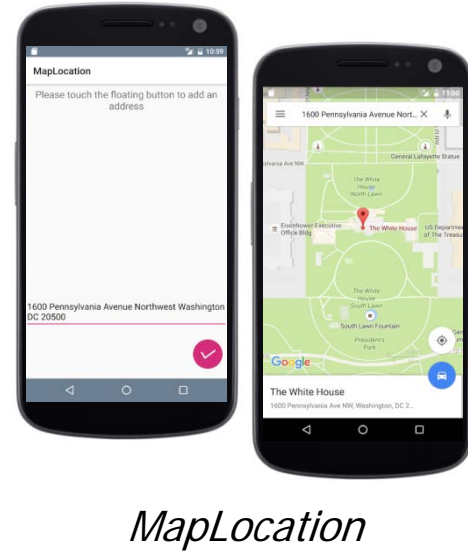 10:59
MapLocation
Please touch the floating button to add an
address
1600 Pennsylvania Avenue Northwest Washington
DC 20500
11:00
1600 Pennsylvania Avenue Nort..
General Lafayette Statue
The White
House
North Lawn
Eisenhower Executive
Office Bldg
The White House
US Departme
of The Treasu
The White
House
South Lawn
South Lawn Fountain
President's
Park
Google
The White House
1600 Pennsylvania Ave NW, Washington, DC 2...
MapLocation